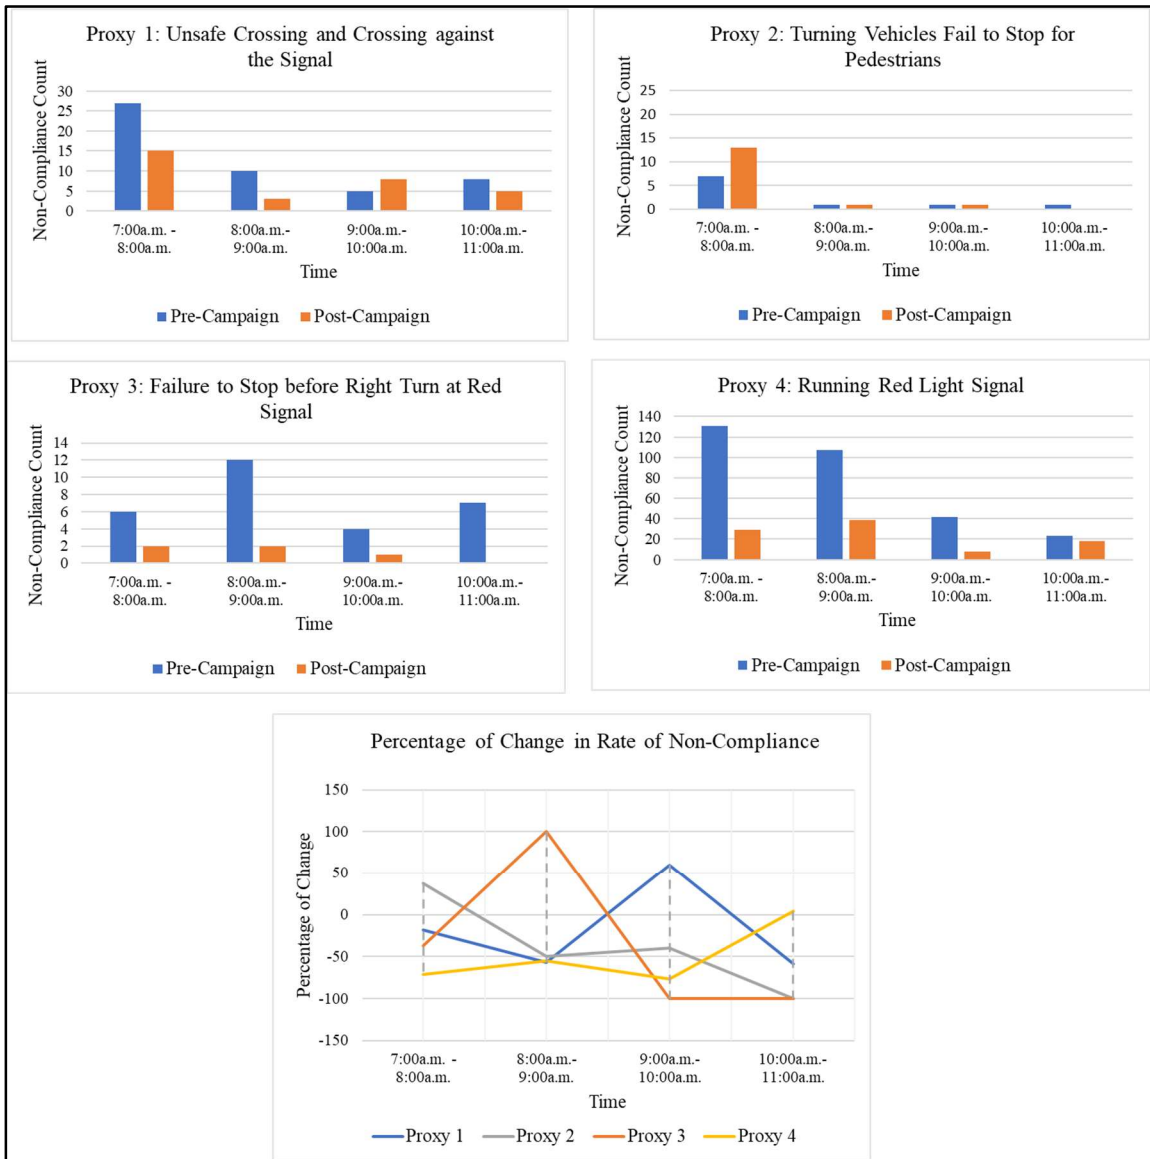 Proxy 1: Unsafe Crossing and Crossing against
the Signal
Non-Compliance Count
30
25
20
15
10
5
0
7:00a.m. - 8:00a.m.
8:00a.m.- 9:00a.m.
9:00a.m.- 10:00a.m.
10:00a.m.- 11:00a.m.
Time
Pre-Campaign Post-Campaign
Proxy 2: Turning Vehicles Fail to Stop for
Pedestrians
Non-Compliance Count
25
20
15
10
5
0
7:00a.m. - 8:00a.m.
8:00a.m.- 9:00a.m.
9:00a.m.- 10:00a.m.
10:00a.m.- 11:00a.m.
Time
Pre-Campaign Post-Campaign
Proxy 3: Failure to Stop before Right Turn at Red
Signal
Non-Compliance Count
14
12
10
8
6
4
2
0
7:00a.m. - 8:00a.m.
8:00a.m.- 9:00a.m.
9:00a.m.- 10:00a.m.
10:00a.m.- 11:00a.m.
Time
Pre-Campaign Post-Campaign
Proxy 4: Running Red Light Signal
Non-Compliance Count
140
120
100
80
60
40
20
0
7:00a.m. - 8:00a.m.
8:00a.m.- 9:00a.m.
9:00a.m.- 10:00a.m.
10:00a.m.- 11:00a.m.
Time
Pre-Campaign Post-Campaign
Percentage of Change in Rate of Non-Compliance
Percentage of Change
150
100
50
0
-50
-100
-150
7:00a.m. - 8:00a.m.
8:00a.m.- 9:00a.m.
9:00a.m.- 10:00a.m.
10:00a.m.- 11:00a.m.
Time
Proxy 1 Proxy 2 Proxy 3 Proxy 4